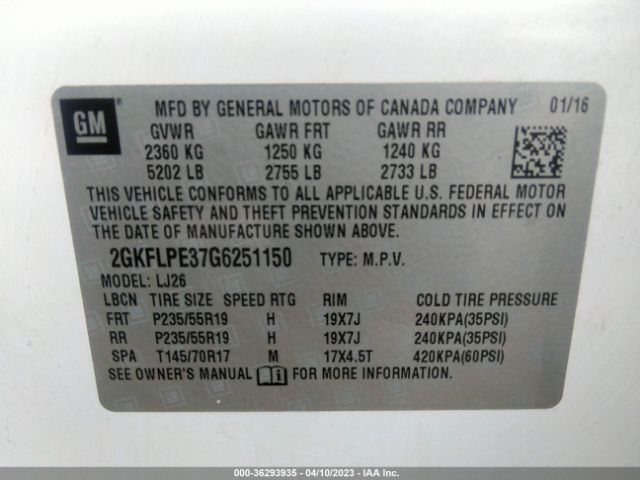 GM
MFD BY GENERAL MOTORS OF CANADA COMPANY 01/16
GVWR GAWR FRT GAWR RR
2360 KG 1250 KG 1240 KG
5202 LB 2755 LB 2733 LB
THIS VEHICLE CONFORMS TO ALL APPLICABLE U.S. FEDERAL MOTOR
VEHICLE SAFETY AND THEFT PREVENTION STANDARDS IN EFFECT ON
THE DATE OF MANUFACTURE SHOWN ABOVE.
2GKFLPE37G6251150 TYPE: M.P.V.
MODEL: LJ26
LBCN TIRE SIZE SPEED RTG RIM COLD TIRE PRESSURE
FRT P235/55R19 H 19X7J 240KPA(35PSI)
RR P235/55R19 H 19X7J 240KPA(35PSI)
SPA T145/70R17 M 17X4.5T 420KPA(60PSI)
SEE OWNER'S MANUAL FOR MORE INFORMATION.
000-36293935 - 04/10/2023 - IAA Inc.